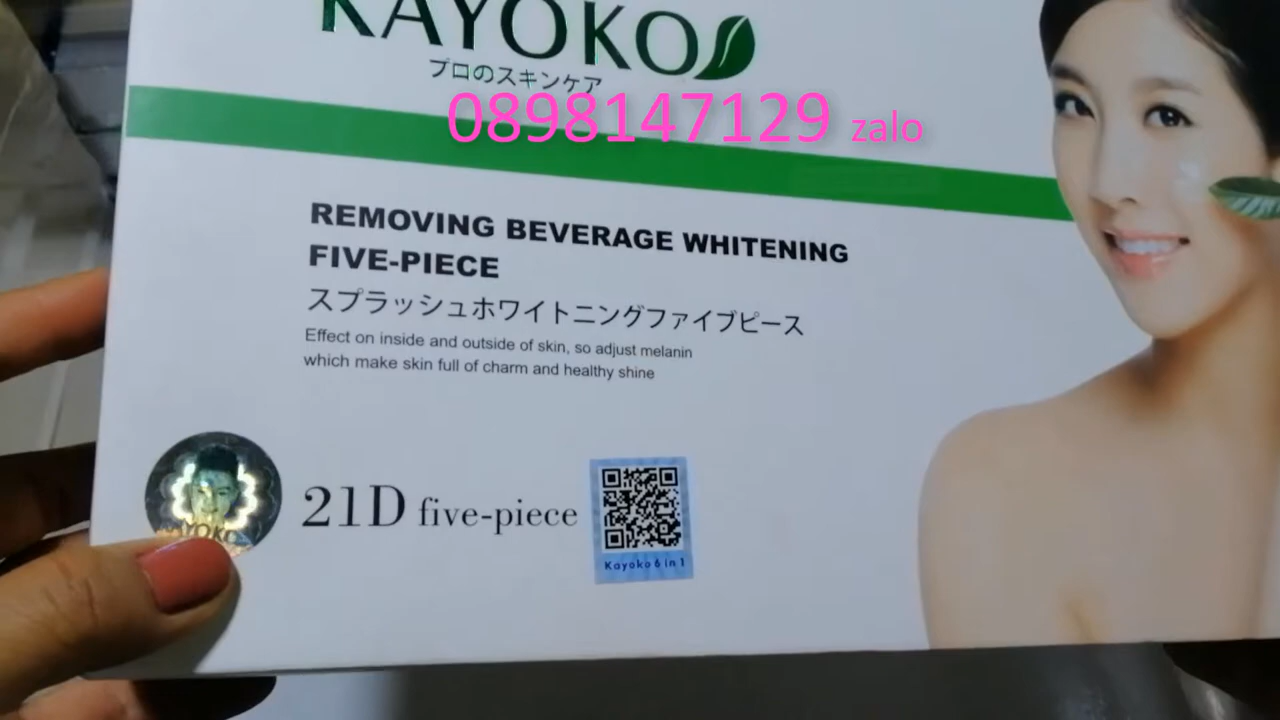 KAYOKO
プロのスキンケア
0898147129 zalo
REMOVING BEVERAGE WHITENING
FIVE-PIECE
スプラッシュホワイトニングファイブピース
Effect on inside and outside of skin, so adjust melanin
which make skin full of charm and healthy shine
21D five-piece
Kayoko 6 in 1